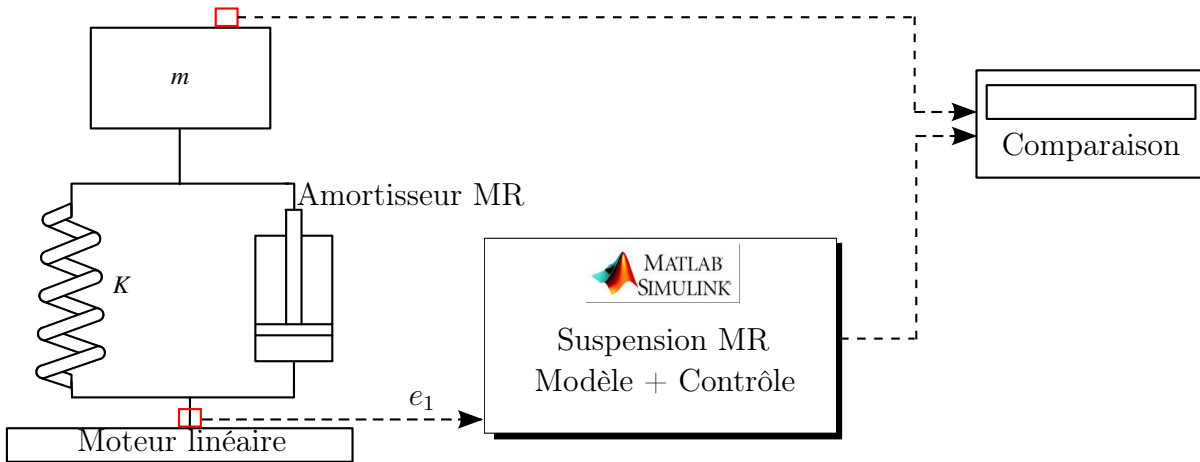 m
Comparaison
Amortisseur MR
K
MATLAB
SIMULINK
Suspension MR
Modèle + Contrôle
e1
Moteur linéaire